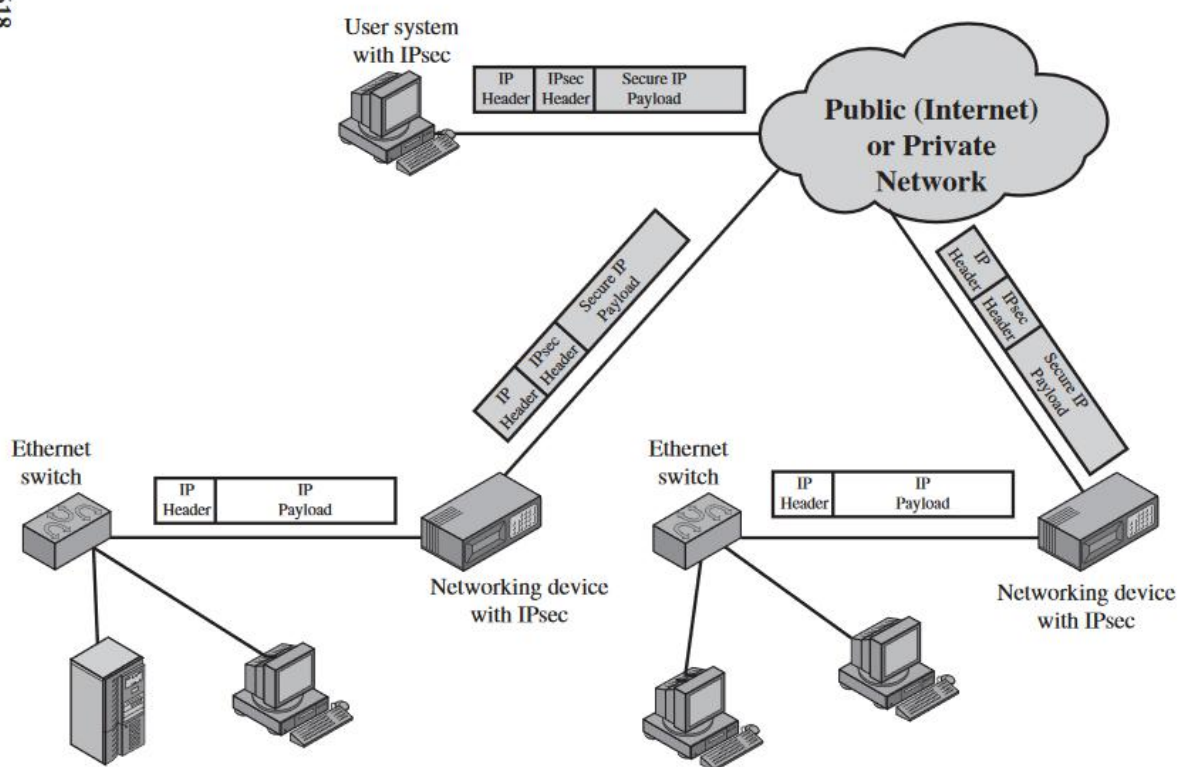 518
User system
with IPsec
IP
Header
IPsec
Header
Secure IP
Payload
Public (Internet)
or Private
Network
IP
Header
IPsec
Header
Secure IP
Payload
IP
Header
IPsec
Header
Secure IP
Payload
Ethernet
switch
IP
Header
IP
Payload
Networking device
with IPsec
Ethernet
switch
IP
Header
IP
Payload
Networking device
with IPsec